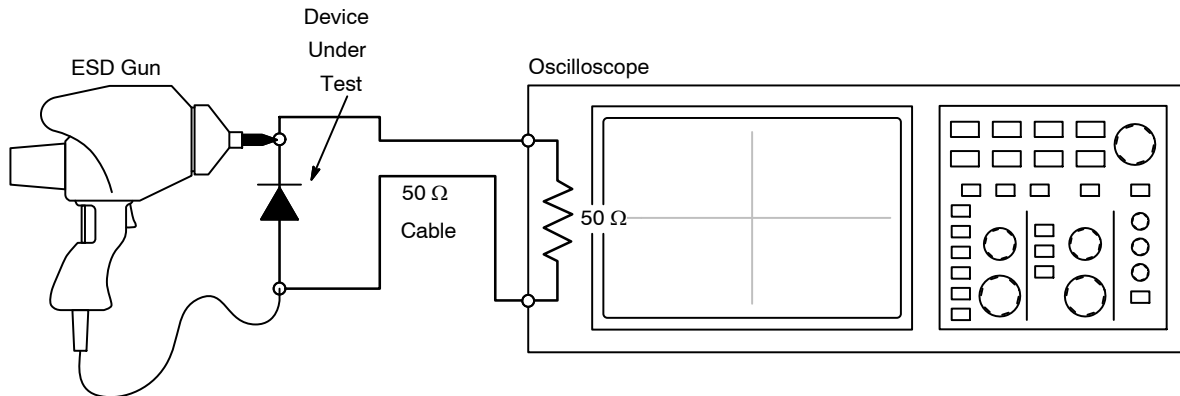 Device
Under
Test
ESD Gun
Oscilloscope
50 Ω
Cable
50 Ω